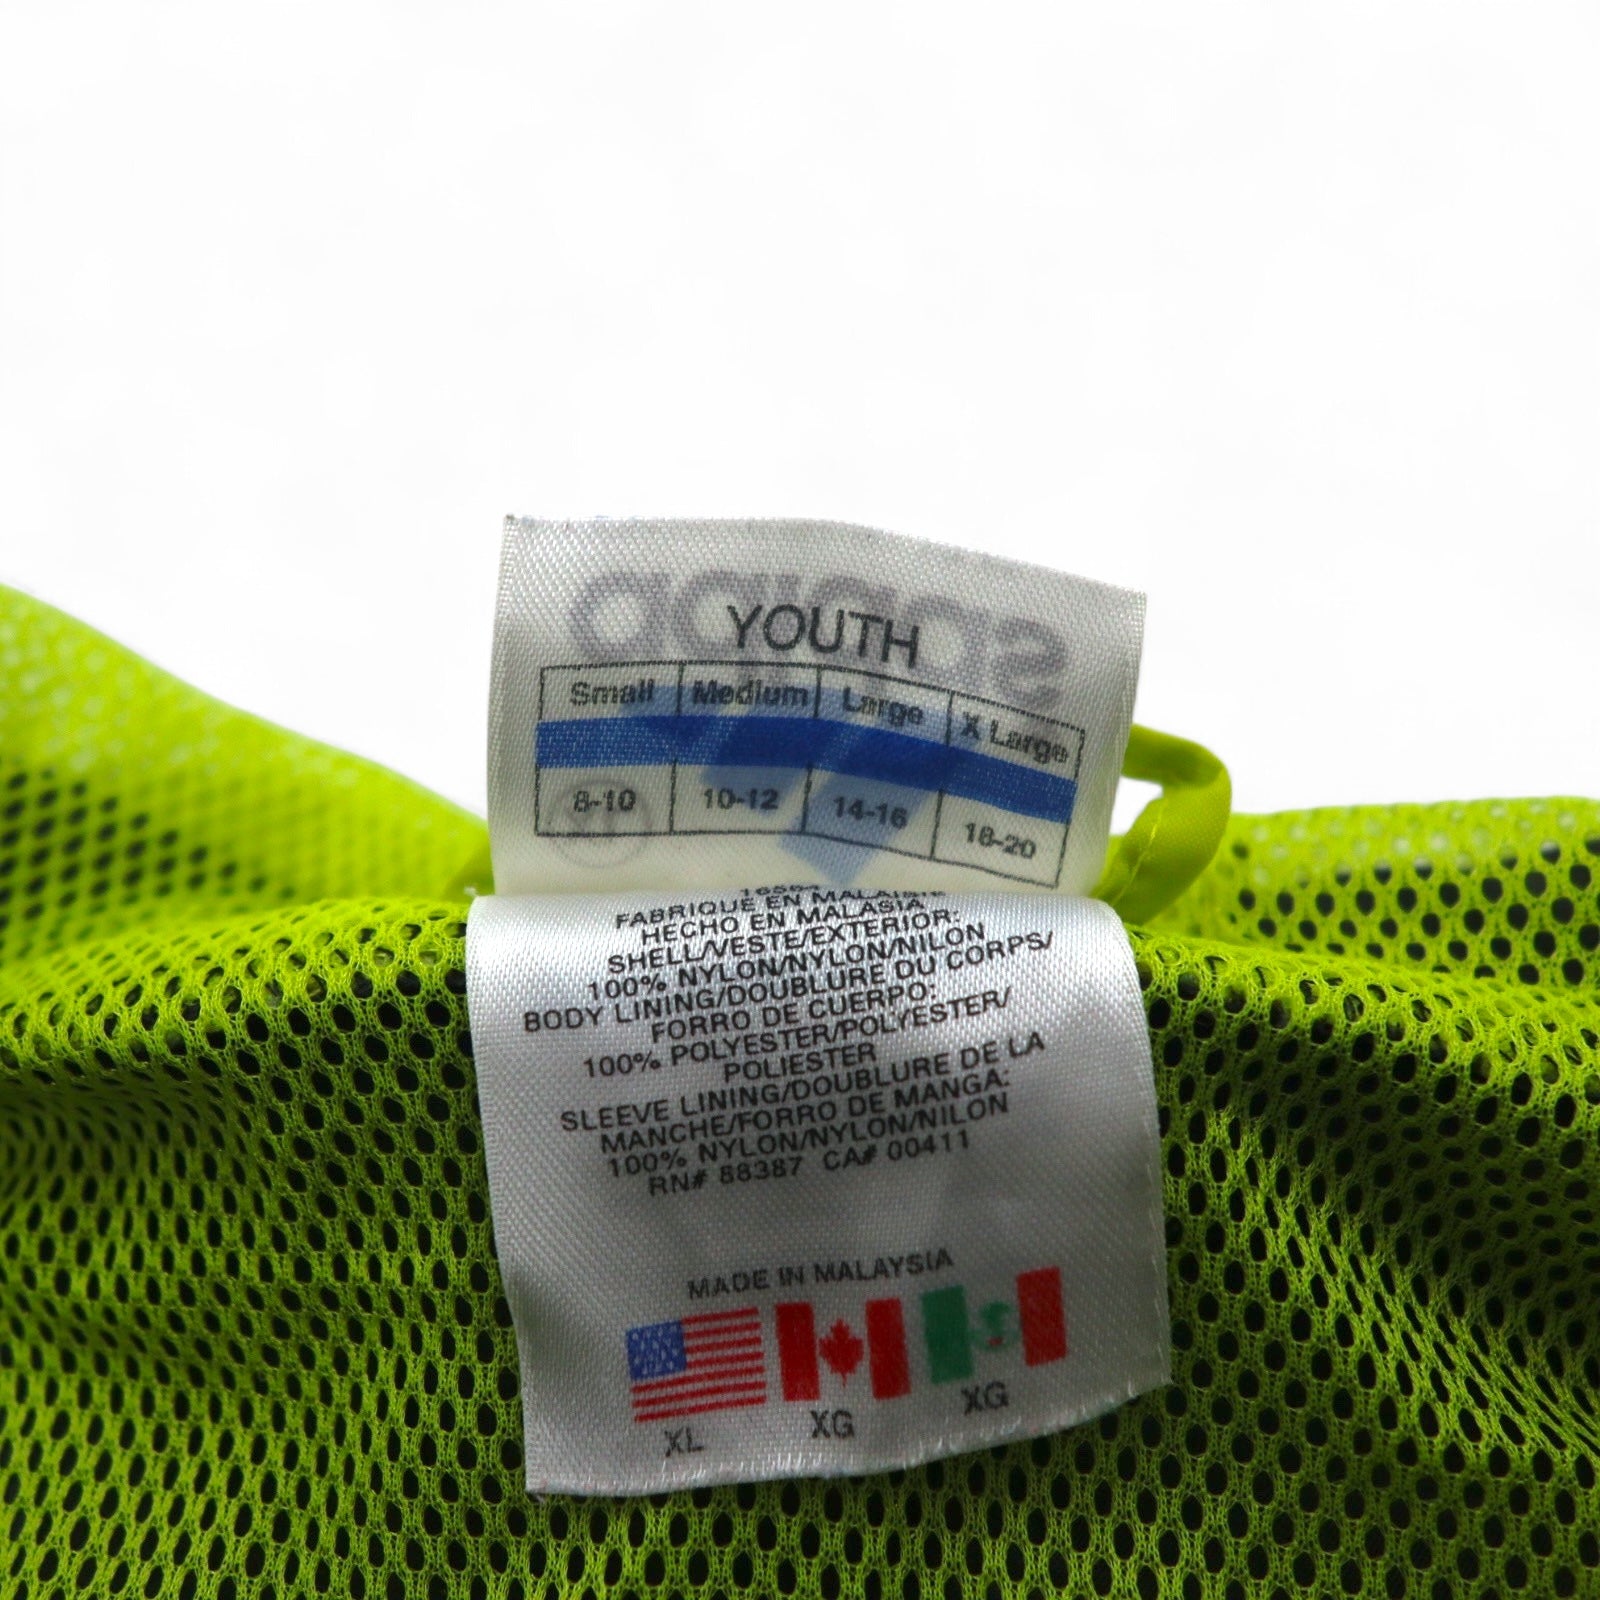 adidas
YOUTH
Small Medium Large X Large
8-10 10-12 14-16 18-20
16564
FABRIQUE EN MALAISIE
HECHO EN MALASIA
SHELL/VESTE/EXTERIOR:
100% NYLON/NYLON/NILON
BODY LINING/DOUBLURE DU CORPS/
FORRO DE CUERPO:
100% POLYESTER/POLYESTER/
POLIESTER
SLEEVE LINING/DOUBLURE DE LA
MANCHE/FORRO DE MANGA:
100% NYLON/NYLON/NILON
RN# 88387 CA# 00411
MADE IN MALAYSIA
XL XG XG